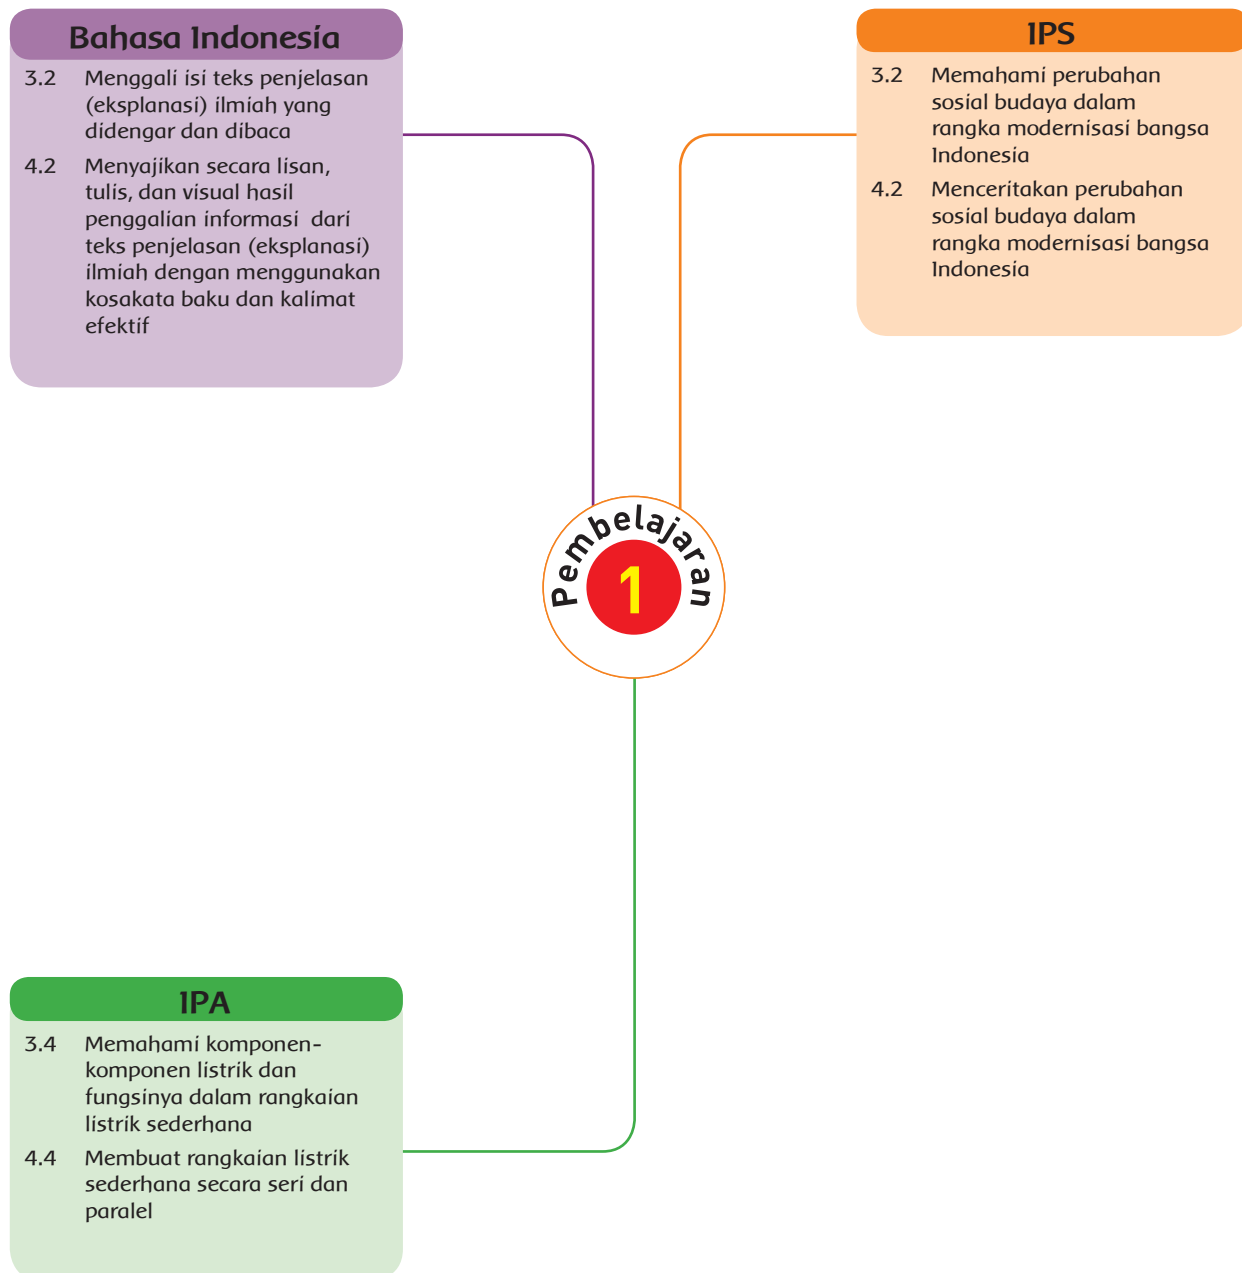 Bahasa Indonesia
3.2 Menggali isi teks penjelasan
(eksplanasi) ilmiah yang
didengar dan dibaca
4.2 Menyajikan secara lisan,
tulis, dan visual hasil
penggalian informasi dari
teks penjelasan (eksplanasi)
ilmiah dengan menggunakan
kosakata baku dan kalimat
efektif
IPS
3.2 Memahami perubahan
sosial budaya dalam
rangka modernisasi bangsa
Indonesia
4.2 Menceritakan perubahan
sosial budaya dalam
rangka modernisasi bangsa
Indonesia
Pembelajaran
1
IPA
3.4 Memahami komponen-
komponen listrik dan
fungsinya dalam rangkaian
listrik sederhana
4.4 Membuat rangkaian listrik
sederhana secara seri dan
paralel